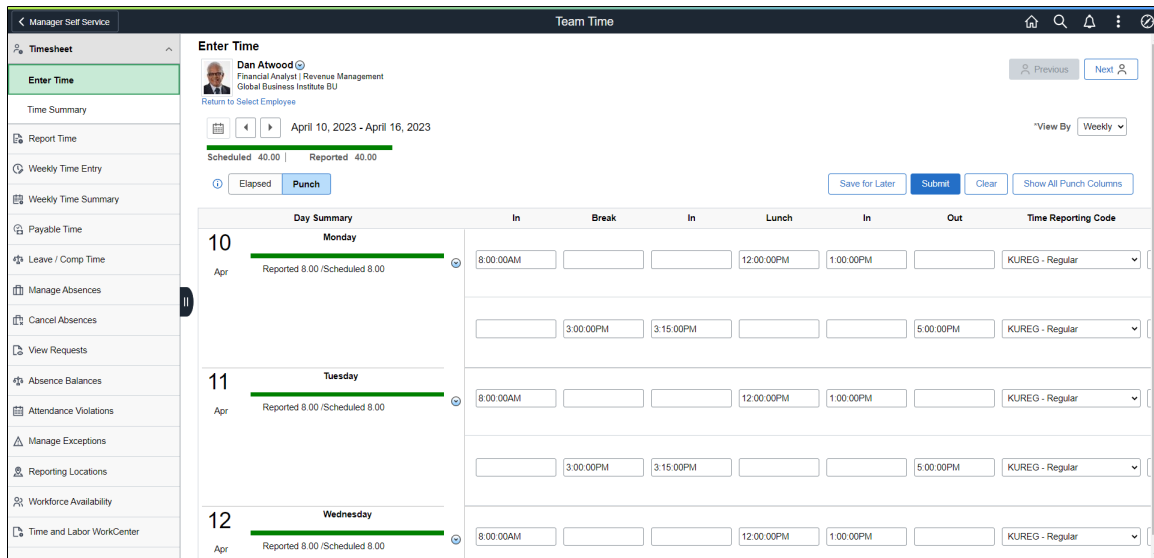 Manager Self Service
Team Time
Timesheet
Enter Time
Time Summary
Report Time
Weekly Time Entry
Weekly Time Summary
Payable Time
Leave / Comp Time
Manage Absences
Cancel Absences
View Requests
Absence Balances
Attendance Violations
Manage Exceptions
Reporting Locations
Workforce Availability
Time and Labor WorkCenter
Enter Time
Dan Atwood
Financial Analyst | Revenue Management
Global Business Institute BU
Return to Select Employee
Previous
Next
April 10, 2023 - April 16, 2023
*View By Weekly
Scheduled 40.00 | Reported 40.00
Elapsed Punch
Save for Later Submit Clear Show All Punch Columns
Day Summary In Break In Lunch In Out Time Reporting Code
10 Monday
Apr Reported 8.00 /Scheduled 8.00
8:00:00AM 12:00:00PM 1:00:00PM KUREG - Regular
3:00:00PM 3:15:00PM 5:00:00PM KUREG - Regular
11 Tuesday
Apr Reported 8.00 /Scheduled 8.00
8:00:00AM 12:00:00PM 1:00:00PM KUREG - Regular
3:00:00PM 3:15:00PM 5:00:00PM KUREG - Regular
12 Wednesday
Apr Reported 8.00 /Scheduled 8.00
8:00:00AM 12:00:00PM 1:00:00PM KUREG - Regular